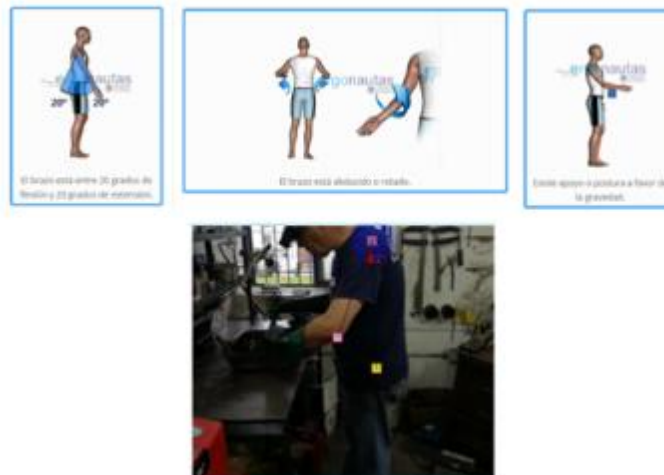 ergonautas
20° 20°
El brazo está entre 20 grados de
flexión y 20 grados de extensión.
ergonautas
El brazo está abducido o rotado.
ergonautas
Existe apoyo o postura a favor de
la gravedad.